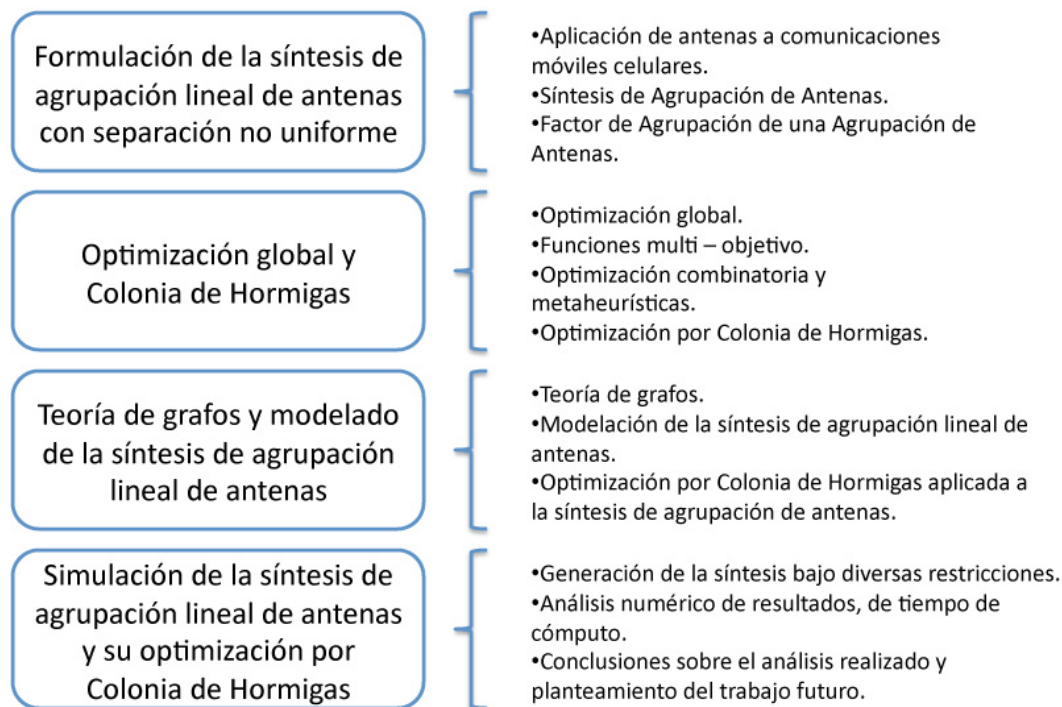 Formulación de la síntesis de
agrupación lineal de antenas
con separación no uniforme
•Aplicación de antenas a comunicaciones
móviles celulares.
•Síntesis de Agrupación de Antenas.
•Factor de Agrupación de una Agrupación de
Antenas.
Optimización global y
Colonia de Hormigas
•Optimización global.
•Funciones multi – objetivo.
•Optimización combinatoria y
metaheurísticas.
•Optimización por Colonia de Hormigas.
Teoría de grafos y modelado
de la síntesis de agrupación
lineal de antenas
•Teoría de grafos.
•Modelación de la síntesis de agrupación lineal de
antenas.
•Optimización por Colonia de Hormigas aplicada a
la síntesis de agrupación de antenas.
Simulación de la síntesis de
agrupación lineal de antenas
y su optimización por
Colonia de Hormigas
•Generación de la síntesis bajo diversas restricciones.
•Análisis numérico de resultados, de tiempo de
cómputo.
•Conclusiones sobre el análisis realizado y
planteamiento del trabajo futuro.